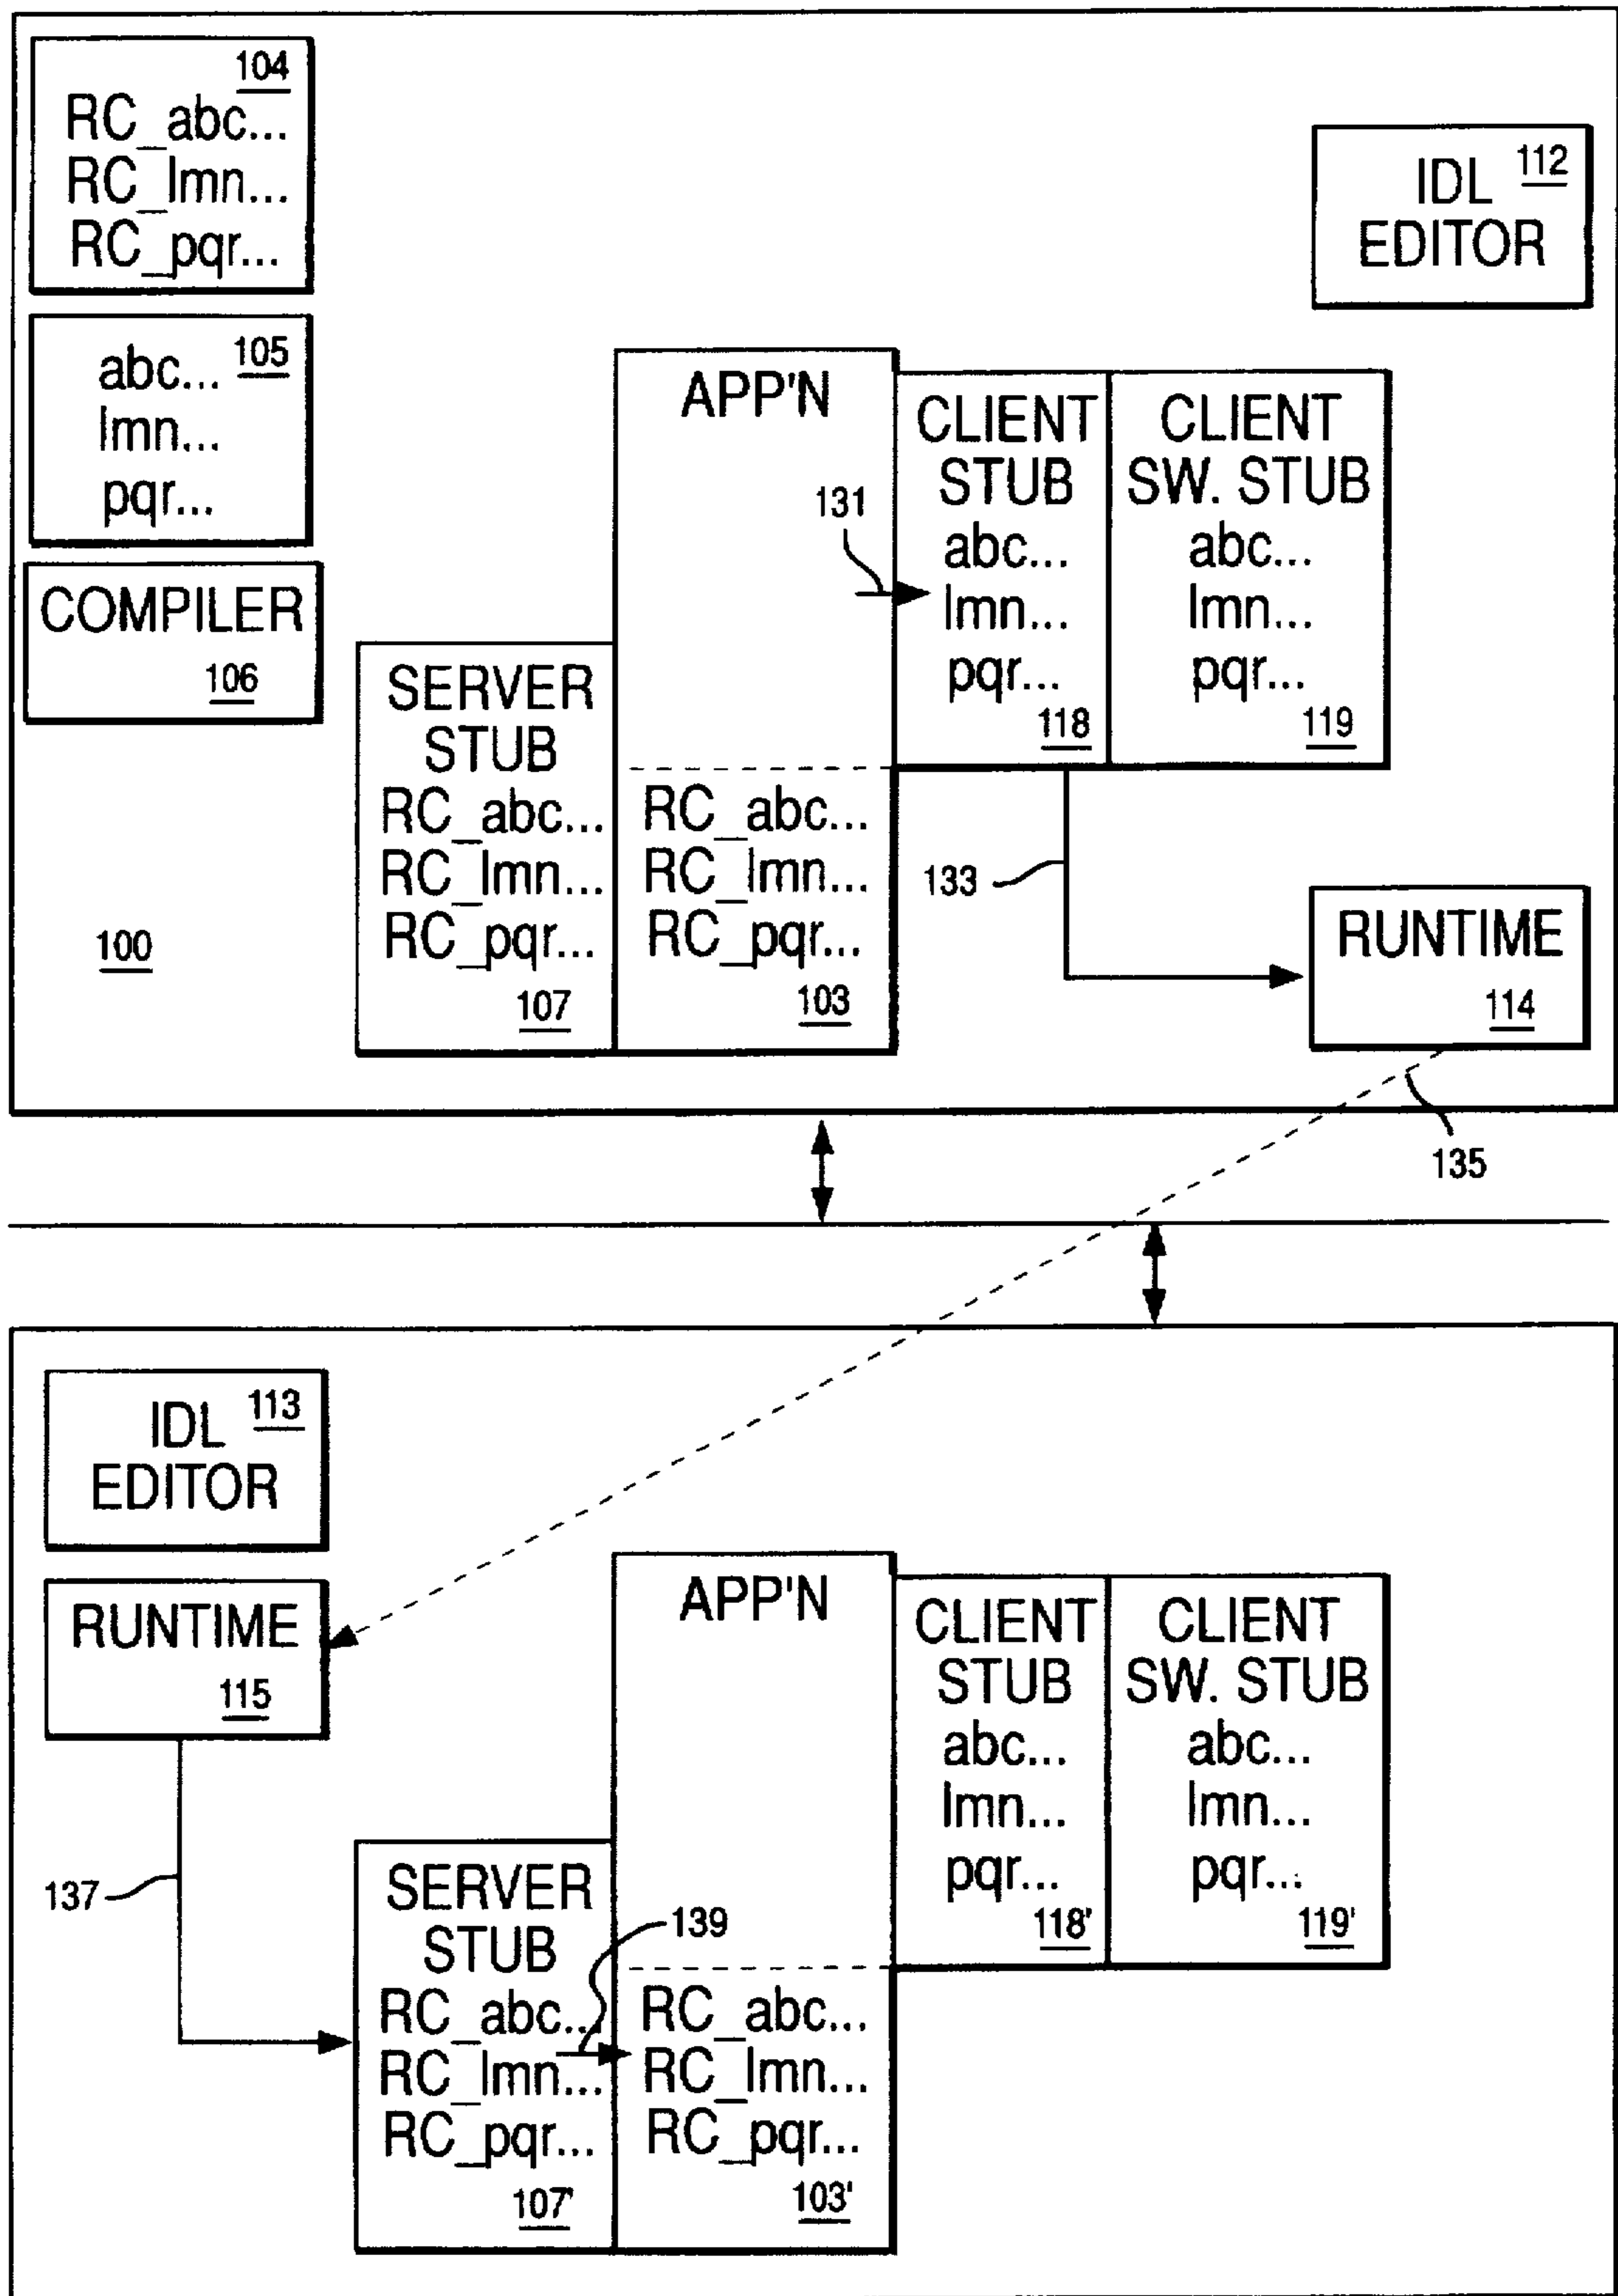 104
RC_abc...
RC_lmn...
RC_pqr...
105
abc...
lmn...
pqr...
COMPILER
106
100
IDL
112
EDITOR
SERVER
STUB
RC_abc...
RC_lmn...
RC_pqr...
107
APP'N
131
RC_abc...
RC_lmn...
RC_pqr...
103
CLIENT
STUB
abc...
lmn...
pqr...
118
CLIENT
SW. STUB
abc...
lmn...
pqr...
119
133
RUNTIME
114
135
IDL
113
EDITOR
RUNTIME
115
137
SERVER
STUB
RC_abc...
RC_lmn...
RC_pqr...
107'
139
APP'N
RC_abc...
RC_lmn...
RC_pqr...
103'
CLIENT
STUB
abc...
lmn...
pqr...
118'
CLIENT
SW. STUB
abc...
lmn...
pqr...
119'